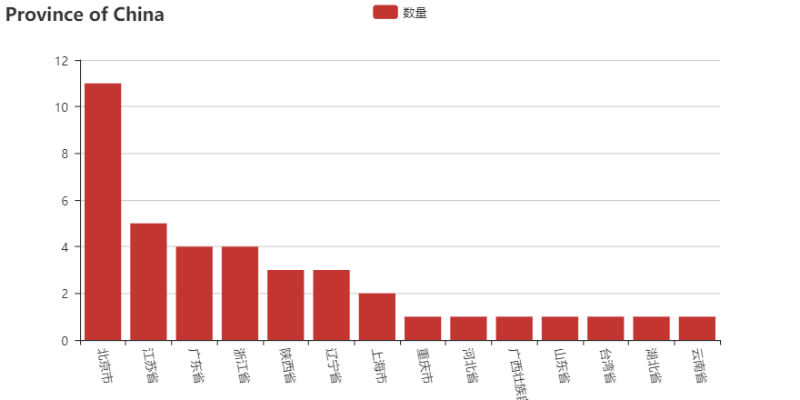 Province of China
数量
12
10
8
6
4
2
0
北京市
江苏省
广东省
浙江省
陕西省
辽宁省
上海市
重庆市
河北省
广西壮族
山东省
台湾省
湖北省
云南省